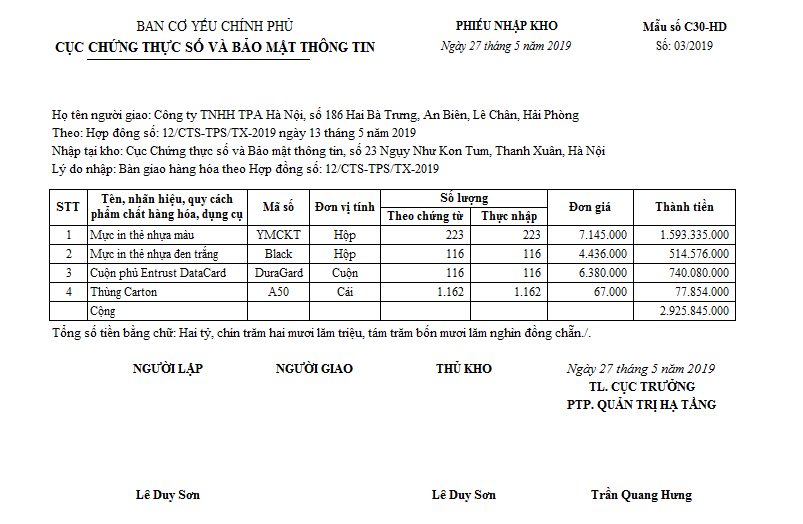 BAN CƠ YẾU CHÍNH PHỦ
CỤC CHỨNG THỰC SỐ VÀ BẢO MẬT THÔNG TIN
PHIẾU NHẬP KHO
Ngày 27 tháng 5 năm 2019
Mẫu số C30-HD
Số: 03/2019
Họ tên người giao: Công ty TNHH TPA Hà Nội, số 186 Hai Bà Trưng, An Biên, Lê Chân, Hải Phòng
Theo: Hợp đồng số: 12/CTS-TPS/TX-2019 ngày 13 tháng 5 năm 2019
Nhập tại kho: Cục Chứng thực số và Bảo mật thông tin, số 23 Ngụy Như Kon Tum, Thanh Xuân, Hà Nội
Lý do nhập: Bàn giao hàng hóa theo Hợp đồng số: 12/CTS-TPS/TX-2019
STT Tên, nhãn hiệu, quy cách phẩm chất hàng hóa, dụng cụ Mã số Đơn vị tính Số lượng Đơn giá Thành tiền
Theo chứng từ Thực nhập
1 Mực in thẻ nhựa màu YMCKT Hộp 223 223 7.145.000 1.593.335.000
2 Mực in thẻ nhựa đen trắng Black Hộp 116 116 4.436.000 514.576.000
3 Cuộn phủ Entrust DataCard DuraGard Cuộn 116 116 6.380.000 740.080.000
4 Thùng Carton A50 Cái 1.162 1.162 67.000 77.854.000
Cộng 2.925.845.000
Tổng số tiền bằng chữ: Hai tỷ, chín trăm hai mươi lăm triệu, tám trăm bốn mươi lăm nghìn đồng chẵn./.
NGƯỜI LẬP NGƯỜI GIAO THỦ KHO
Ngày 27 tháng 5 năm 2019
TL. CỤC TRƯỞNG
PTP. QUẢN TRỊ HẠ TẦNG
Lê Duy Sơn Lê Duy Sơn Trần Quang Hưng